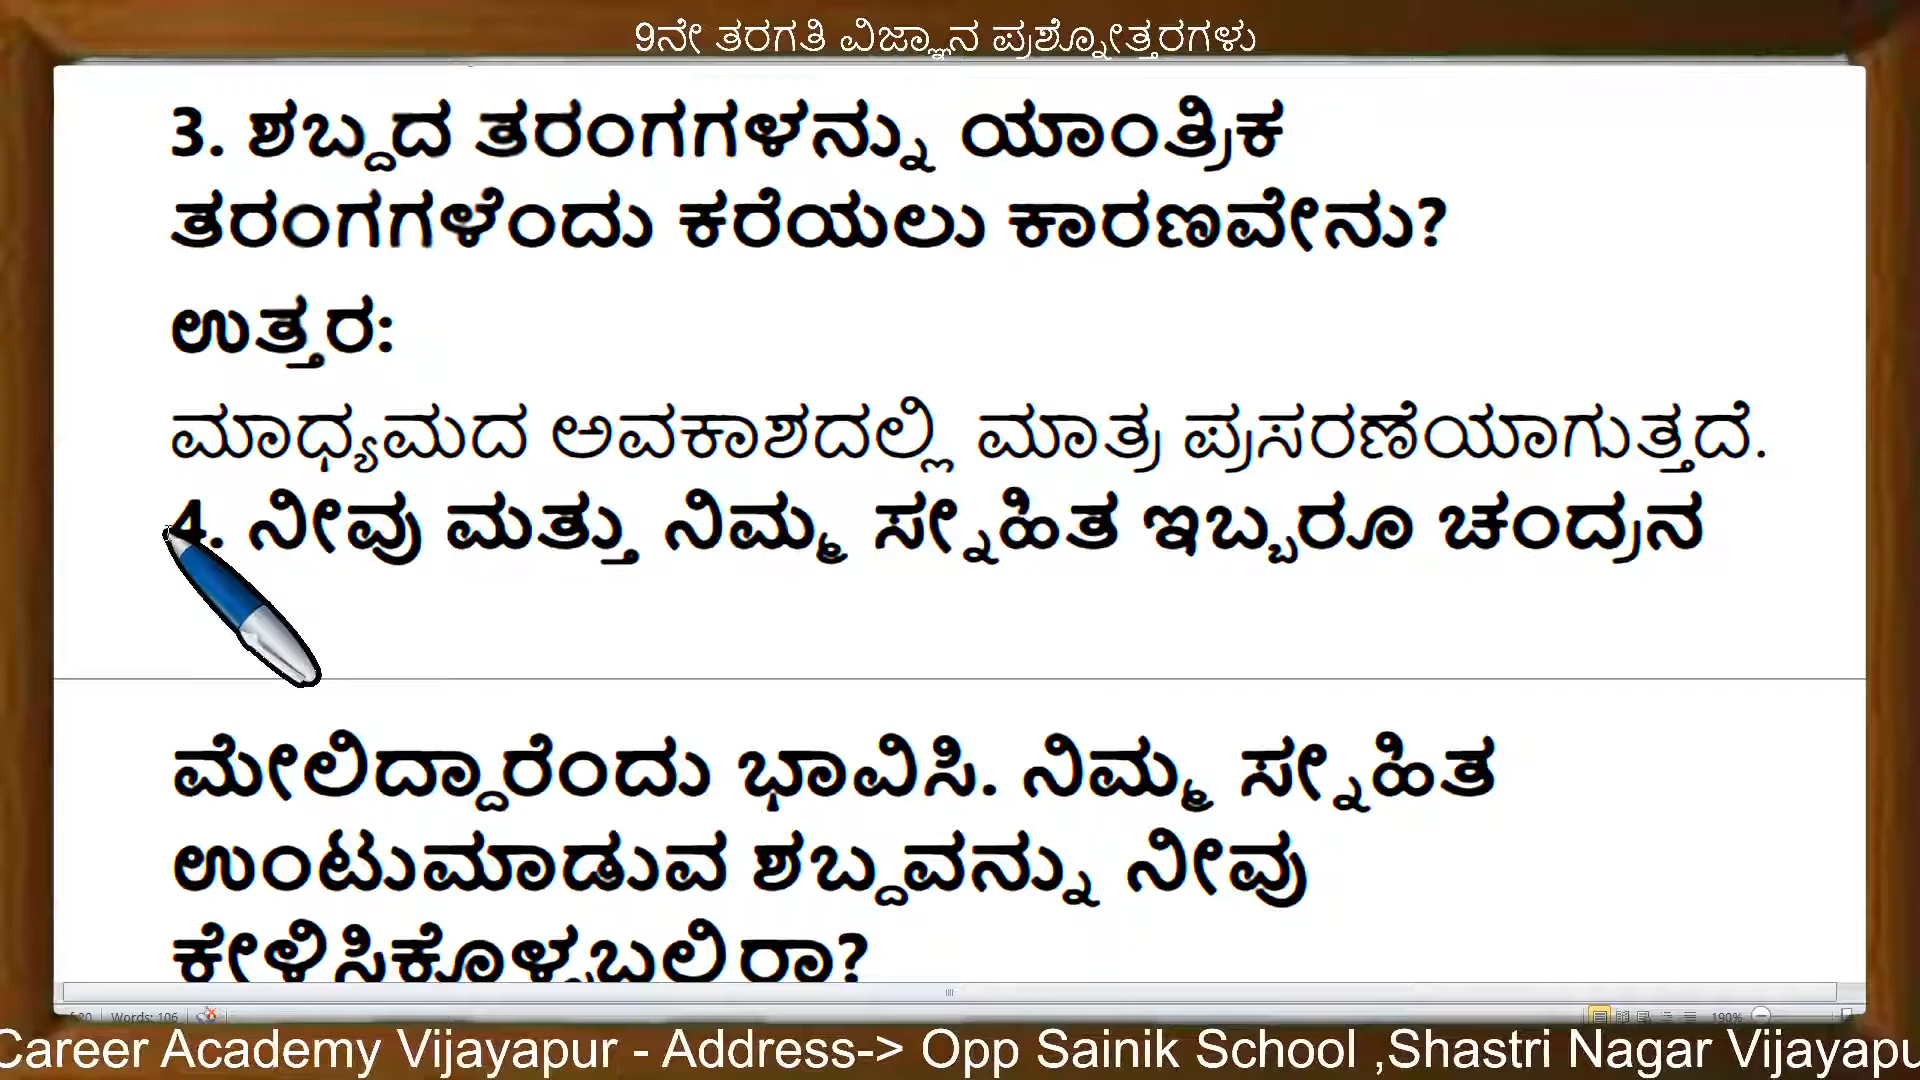 9ನೇ ತರಗತಿ ವಿಜ್ಞಾನ ಪ್ರಶ್ನೋತ್ತರಗಳು
3. ಶಬ್ದದ ತರಂಗಗಳನ್ನು ಯಾಂತ್ರಿಕ
ತರಂಗಗಳೆಂದು ಕರೆಯಲು ಕಾರಣವೇನು?
ಉತ್ತರ:
ಮಾಧ್ಯಮದ ಅವಕಾಶದಲ್ಲಿ ಮಾತ್ರ ಪ್ರಸರಣೆಯಾಗುತ್ತದೆ.
4. ನೀವು ಮತ್ತು ನಿಮ್ಮ ಸ್ನೇಹಿತ ಇಬ್ಬರೂ ಚಂದ್ರನ
ಮೇಲಿದ್ದಾರೆಂದು ಭಾವಿಸಿ. ನಿಮ್ಮ ಸ್ನೇಹಿತ
ಉಂಟುಮಾಡುವ ಶಬ್ದವನ್ನು ನೀವು
ಕೇಳಿಸಿಕೊಳ್ಳಬಲಿರಾ?
20 Words: 106 190%
Career Academy Vijayapur - Address-> Opp Sainik School ,Shastri Nagar Vijayapu